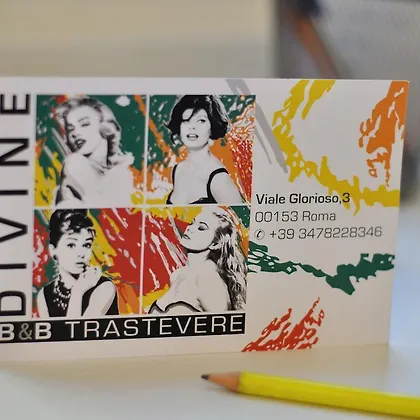 DIVINE
B&B TRASTEVERE
Viale Glorioso,3
00153 Roma
✆ +39 3478228346